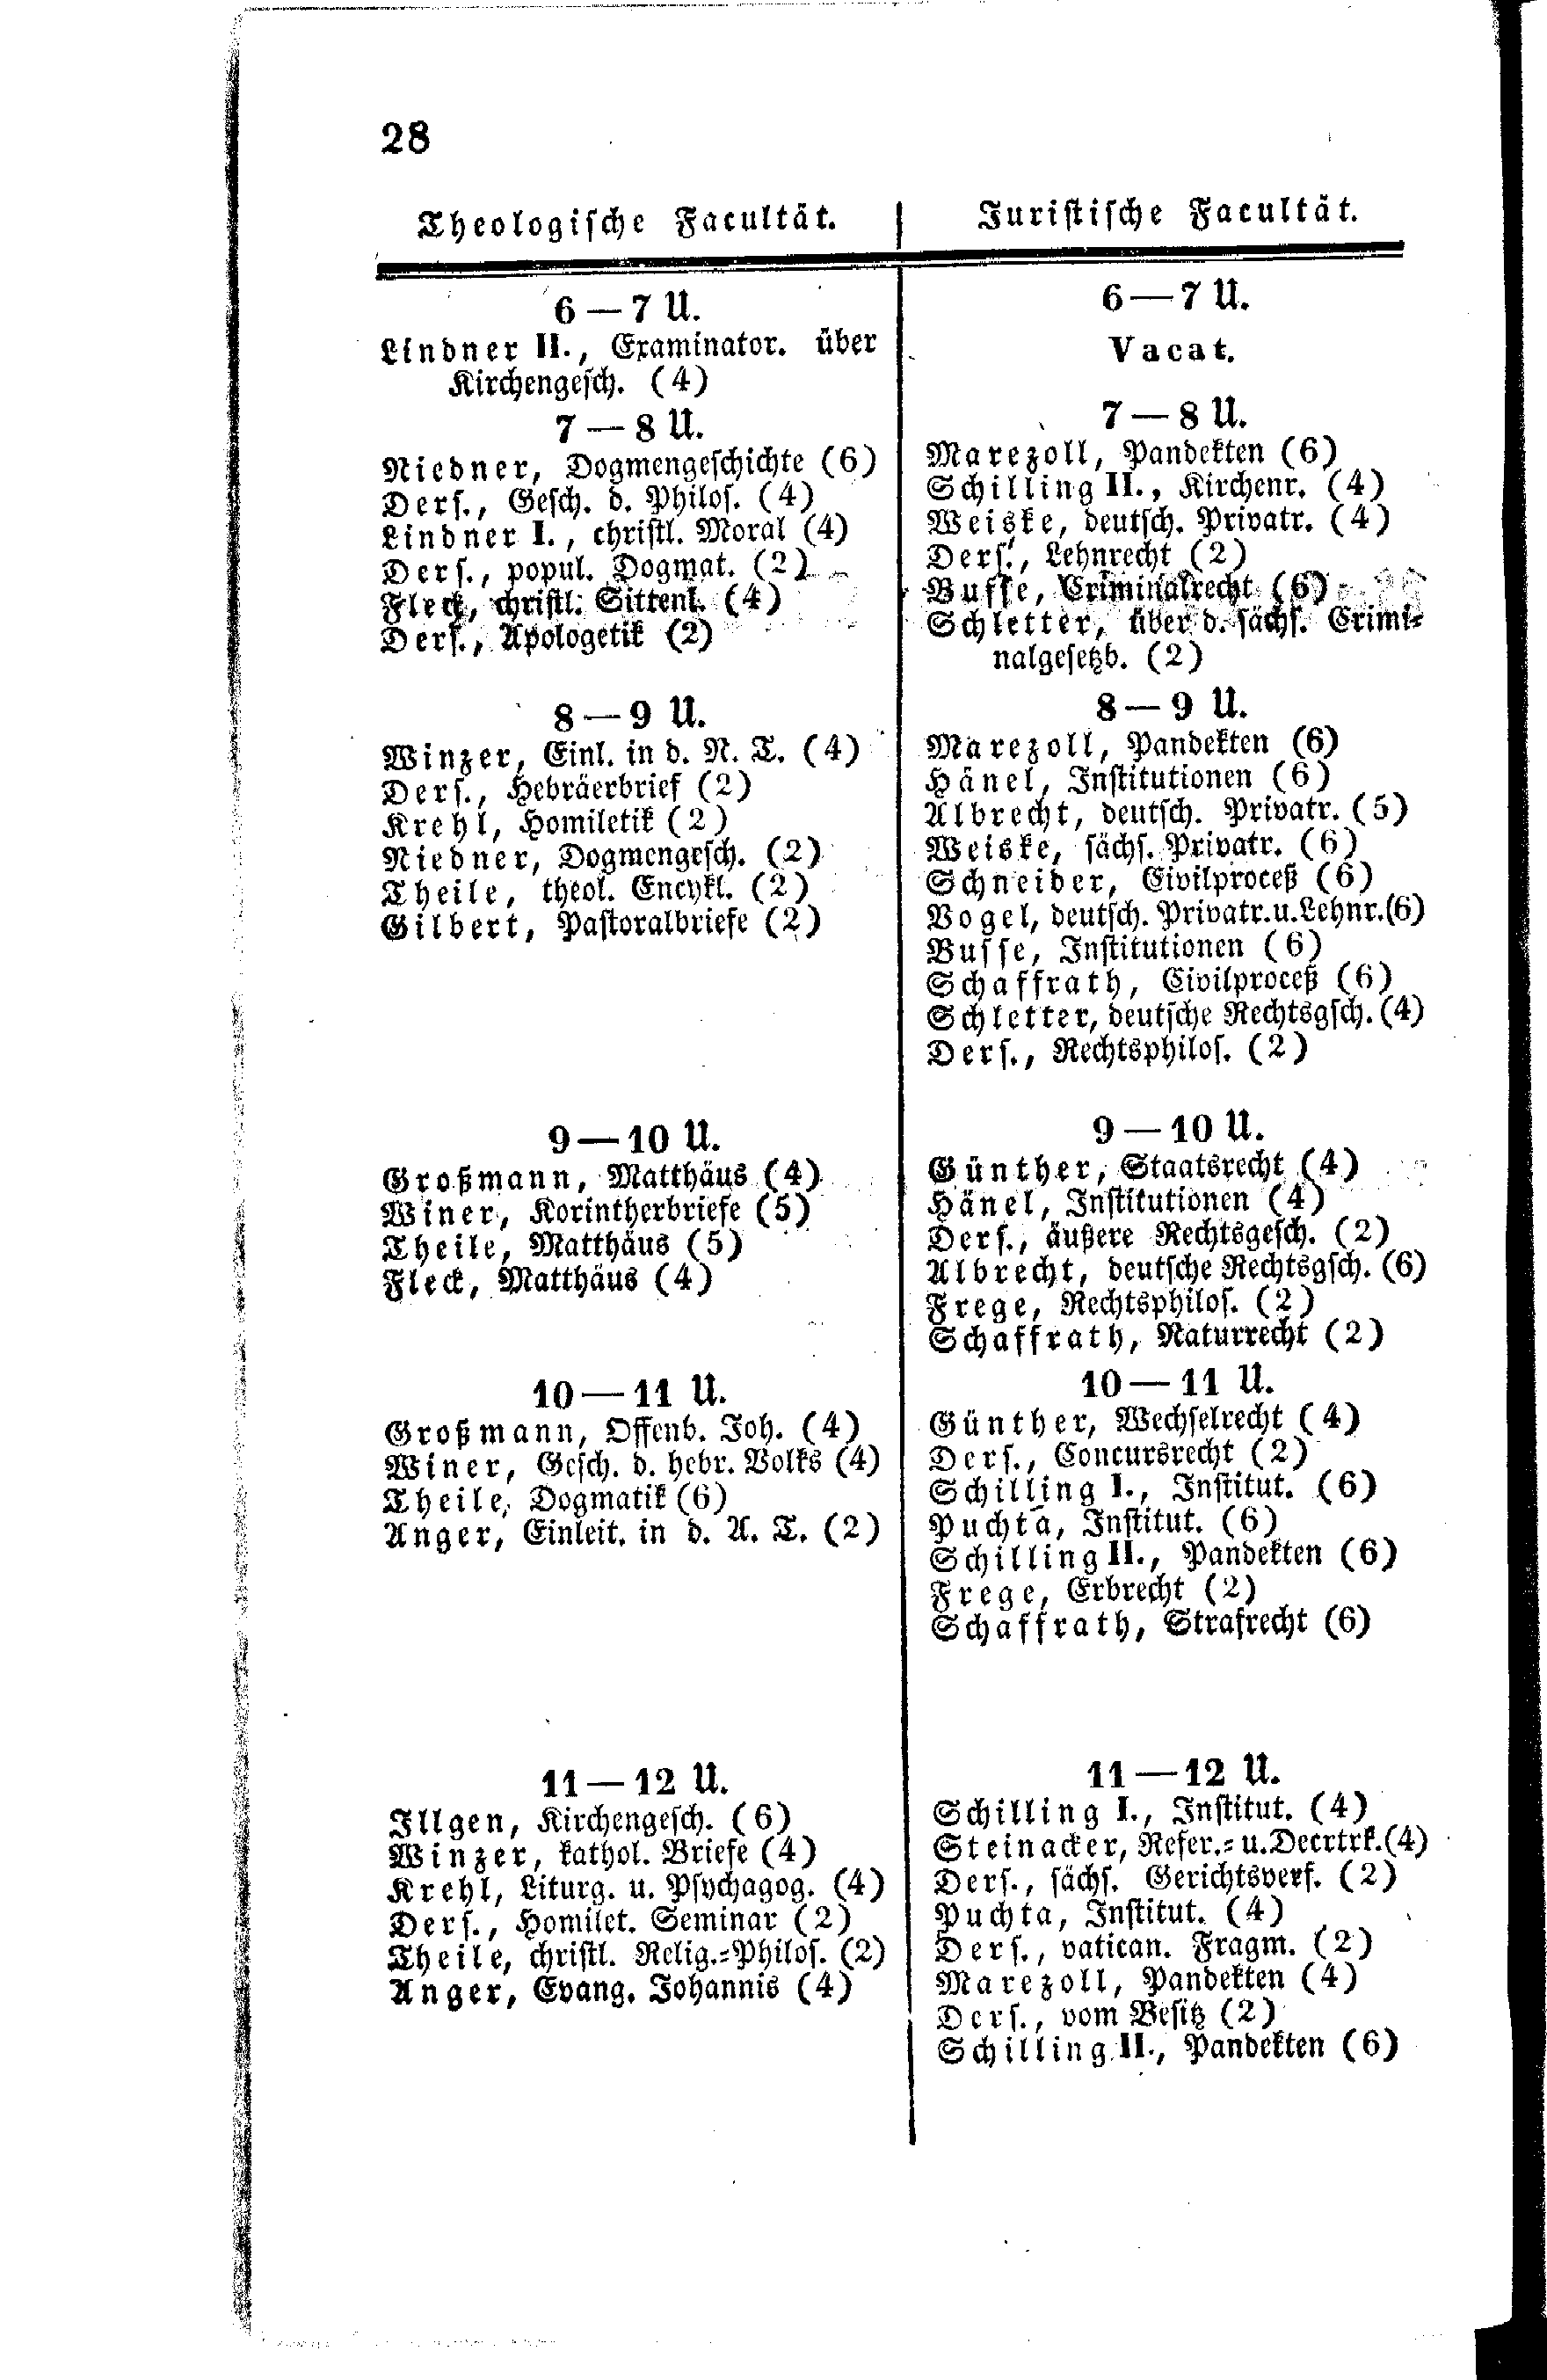 28
Theologische Facultät.
6 — 7 U.
Lindner II., Examinator. über
Kirchengesch. (4)
7 — 8 U.
Niedner, Dogmengeschichte (6)
Ders., Gesch. d. Philos. (4)
Lindner I., christl. Moral (4)
Ders., popul. Dogmat. (2)
Fleck, christl. Sittenl. (4)
Ders., Apologetik (2)
8 — 9 U.
Winzer, Einl. in d. N. T. (4)
Ders., Hebräerbrief (2)
Krehl, Homiletik (2)
Niedner, Dogmengesch. (2)
Theile, theol. Encykl. (2)
Gilbert, Pastoralbriefe (2)
9 — 10 U.
Großmann, Matthäus (4)
Winer, Korintherbriefe (5)
Theile, Matthäus (5)
Fleck, Matthäus (4)
10 — 11 U.
Großmann, Offenb. Joh. (4)
Winer, Gesch. d. hebr. Volks (4)
Theile, Dogmatik (6)
Anger, Einleit. in d. A. T. (2)
11 — 12 U.
Illgen, Kirchengesch. (6)
Winzer, kathol. Briefe (4)
Krehl, Liturg. u. Psychagog. (4)
Ders., Homilet. Seminar (2)
Theile, christl. Relig.=Philos. (2)
Anger, Evang. Johannis (4)
Juristische Facultät.
6 — 7 U.
Vacat.
7 — 8 U.
Marezoll, Pandekten (6)
Schilling II., Kirchenr. (4)
Weiske, deutsch. Privatr. (4)
Ders., Lehnrecht (2)
Busse, Criminalrecht (6)
Schletter, über d. sächs. Crimi=
nalgesetzb. (2)
8 — 9 U.
Marezoll, Pandekten (6)
Hänel, Institutionen (6)
Albrecht, deutsch. Privatr. (5)
Weiske, sächs. Privatr. (6)
Schneider, Civilproceß (6)
Vogel, deutsch. Privatr. u. Lehnr. (6)
Busse, Institutionen (6)
Schaffrath, Civilproceß (6)
Schletter, deutsche Rechtsgsch. (4)
Ders., Rechtsphilos. (2)
9 — 10 U.
Günther, Staatsrecht (4)
Hänel, Institutionen (4)
Ders., äußere Rechtsgesch. (2)
Albrecht, deutsche Rechtsgsch. (6)
Frege, Rechtsphilos. (2)
Schaffrath, Naturrecht (2)
10 — 11 U.
Günther, Wechselrecht (4)
Ders., Concursrecht (2)
Schilling I., Institut. (6)
Puchta, Institut. (6)
Schilling II., Pandekten (6)
Frege, Erbrecht (2)
Schaffrath, Strafrecht (6)
11 — 12 U.
Schilling I., Institut. (4)
Steinacker, Refer.= u. Decrtrk. (4)
Ders., sächs. Gerichtsverf. (2)
Puchta, Institut. (4)
Ders., vatican. Fragm. (2)
Marezoll, Pandekten (4)
Ders., vom Besitz (2)
Schilling II., Pandekten (6)